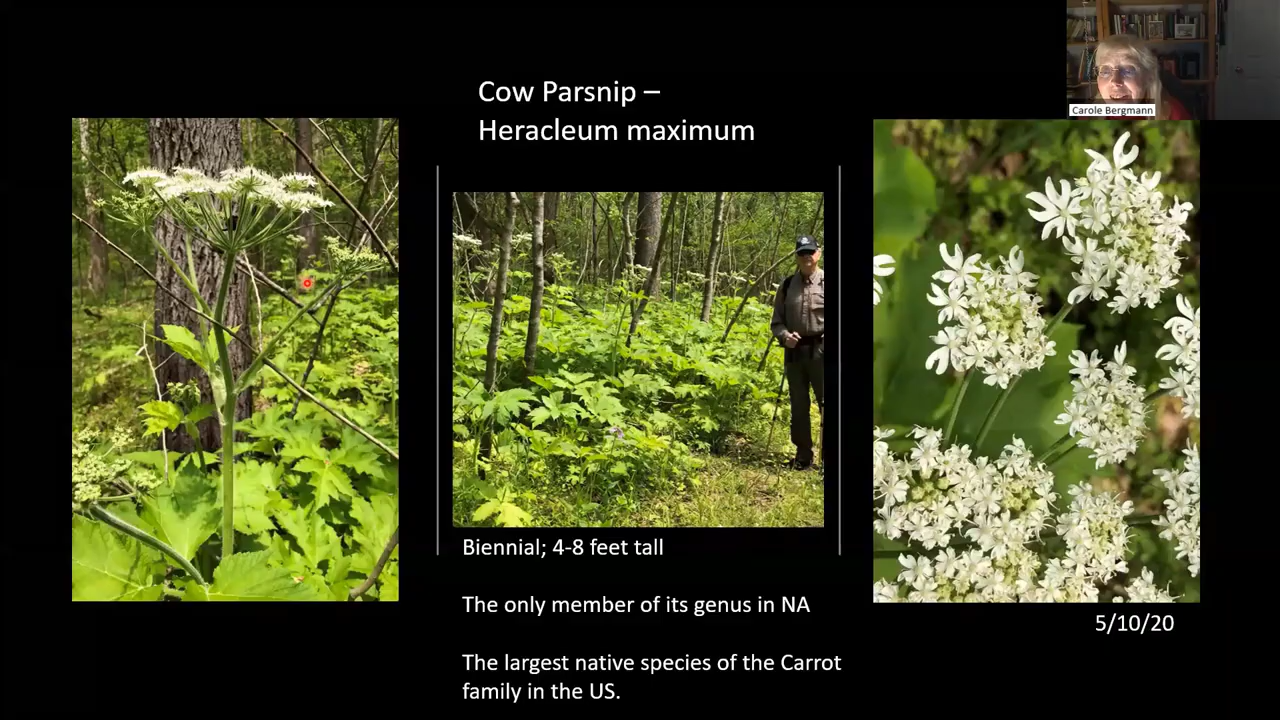 Cow Parsnip –
Heracleum maximum
Carole Bergmann
Biennial; 4-8 feet tall
The only member of its genus in NA
The largest native species of the Carrot
family in the US.
5/10/20